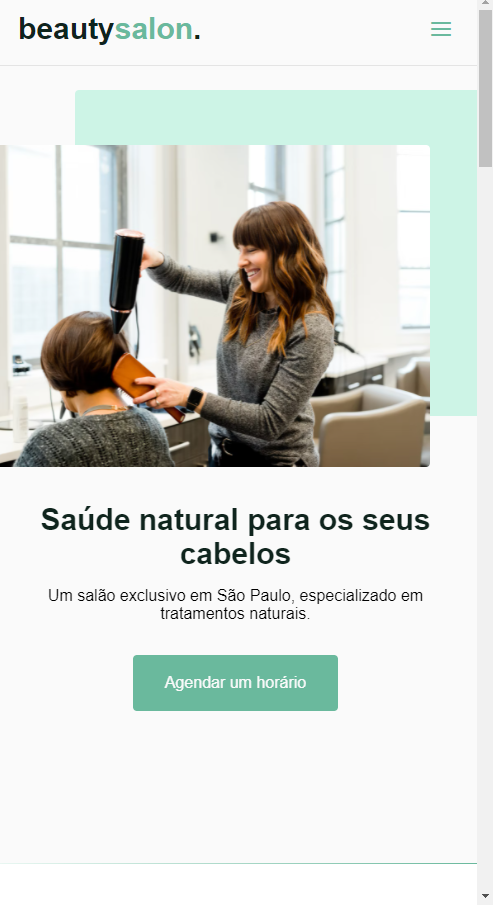 beautysalon.
Saúde natural para os seus
cabelos
Um salão exclusivo em São Paulo, especializado em
tratamentos naturais.
Agendar um horário